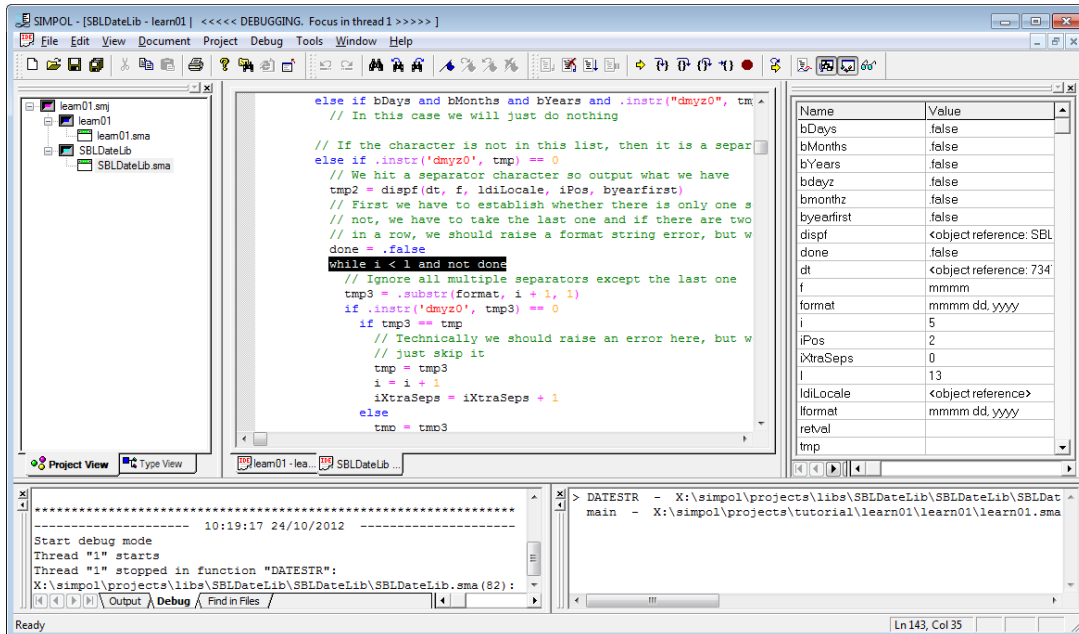 SIMPOL - [SBLDateLib - learn01 | <<<<< DEBUGGING. Focus in thread 1 >>>>> ]
File Edit View Document Project Debug Tools Window Help
learn01.smj
learn01
learn01.sma
SBLDateLib
SBLDateLib.sma
Project View
Type View
else if bDays and bMonths and bYears and .instr("dmyz0", tm
// In this case we will just do nothing
// If the character is not in this list, then it is a separ
else if .instr('dmyz0', tmp) == 0
// We hit a separator character so output what we have
tmp2 = dispf(dt, f, ldiLocale, iPos, byearfirst)
// First we have to establish whether there is only one s
// not, we have to take the last one and if there are two
// in a row, we should raise a format string error, but w
done = .false
while i < l and not done
// Ignore all multiple separators except the last one
tmp3 = .substr(format, i + 1, 1)
if .instr('dmyz0', tmp3) == 0
if tmp3 == tmp
// Technically we should raise an error here, but w
// just skip it
tmp = tmp3
i = i + 1
iXtraSeps = iXtraSeps + 1
else
tmp = tmp3
learn01 - lea...
SBLDateLib ...
Name Value
bDays .false
bMonths .false
bYears .false
bdayz .false
bmonthz .false
byearfirst .false
dispf <object reference: SBL
done .false
dt <object reference: 734
f mmmm
format mmmm dd, yyyy
i 5
iPos 2
iXtraSeps 0
l 13
ldiLocale <object reference>
lformat mmmm dd, yyyy
retval
tmp
*****************************************************************
--------------------- 10:19:17 24/10/2012 ---------------------
Start debug mode
Thread "1" starts
Thread "1" stopped in function "DATESTR":
X:\simpol\projects\libs\SBLDateLib\SBLDateLib\SBLDateLib.sma(82):
Output Debug Find in Files
> DATESTR - X:\simpol\projects\libs\SBLDateLib\SBLDateLib\SBLDat
main - X:\simpol\projects\tutorial\learn01\learn01\learn01.sma
Ready
Ln 143, Col 35